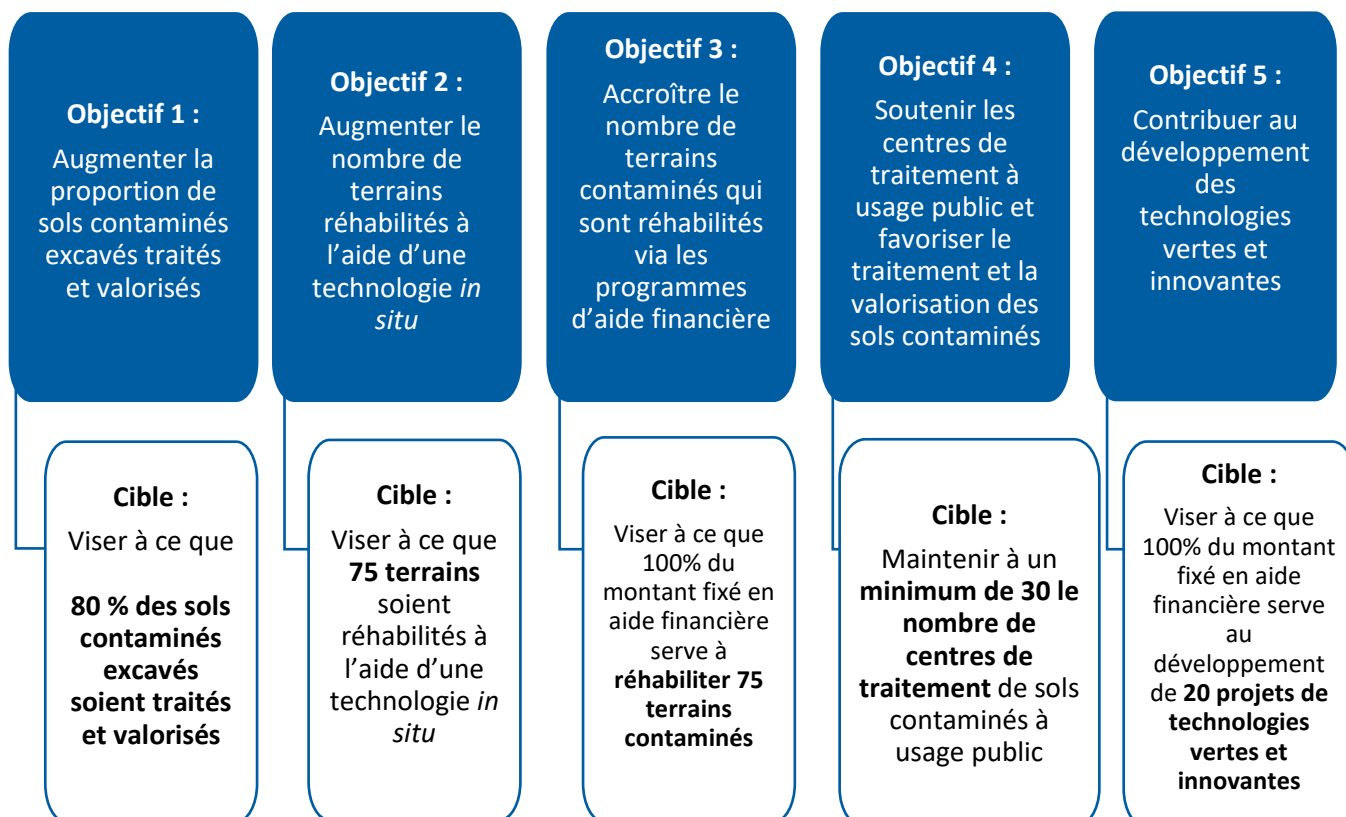 Objectif 1 :
Augmenter la
proportion de
sols contaminés
excavés traités
et valorisés
Cible :
Viser à ce que
80 % des sols
contaminés
excavés
soient traités
et valorisés
Objectif 2 :
Augmenter le
nombre de
terrains
réhabilités à
l’aide d’une
technologie in
situ
Cible :
Viser à ce que
75 terrains
soient
réhabilités à
l’aide d’une
technologie in
situ
Objectif 3 :
Accroître le
nombre de
terrains
contaminés qui
sont réhabilités
via les
programmes
d’aide financière
Cible :
Viser à ce que
100% du
montant fixé en
aide financière
serve à
réhabiliter 75
terrains
contaminés
Objectif 4 :
Soutenir les
centres de
traitement à
usage public et
favoriser le
traitement et la
valorisation des
sols contaminés
Cible :
Maintenir à un
minimum de 30 le
nombre de
centres de
traitement de sols
contaminés à
usage public
Objectif 5 :
Contribuer au
développement
des
technologies
vertes et
innovantes
Cible :
Viser à ce que
100% du montant
fixé en aide
financière serve
au
développement
de 20 projets de
technologies
vertes et
innovantes